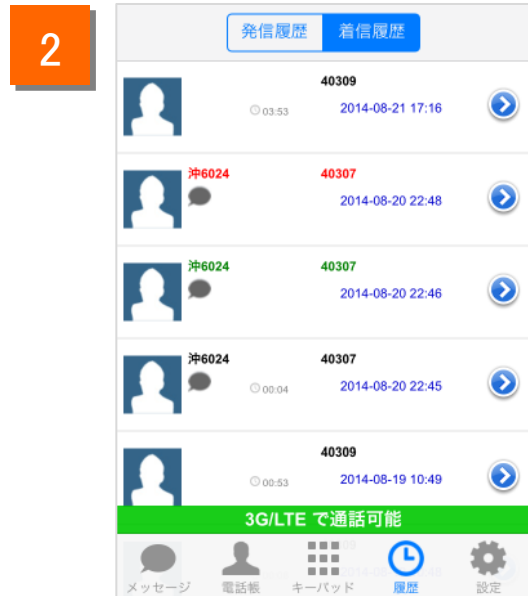 2
発信履歴 着信履歴
40309
03:53 2014-08-21 17:16
沖6024 40307
2014-08-20 22:48
沖6024 40307
2014-08-20 22:46
沖6024 40307
00:04 2014-08-20 22:45
40309
00:53 2014-08-19 10:49
3G/LTE で通話可能
メッセージ 電話帳 キーパッド 履歴 設定